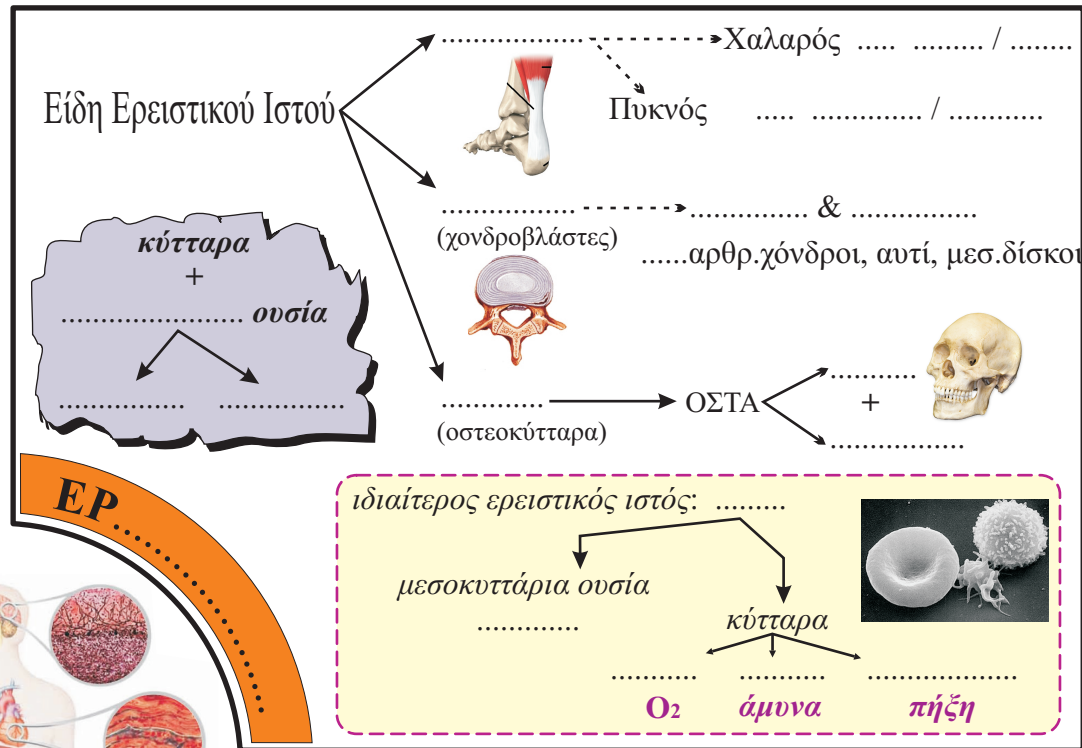 ................. Χαλαρός ..... ......... / ........
Είδη Ερειστικού Ιστού
Πυκνός ..... .............. / ............
................ .............. & ...............
(χονδροβλάστες)
......αρθρ.χόνδροι, αυτί, μεσ.δίσκοι
κύτταρα
+
...................... ουσία
............... ...............
............ ΟΣΤΑ ..........
(οστεοκύτταρα) +
................
ΕΡ..............
ιδιαίτερος ερειστικός ιστός: .........
μεσοκυττάρια ουσία
............ κύτταρα
.......... .......... ..................
O2 άμυνα πήξη